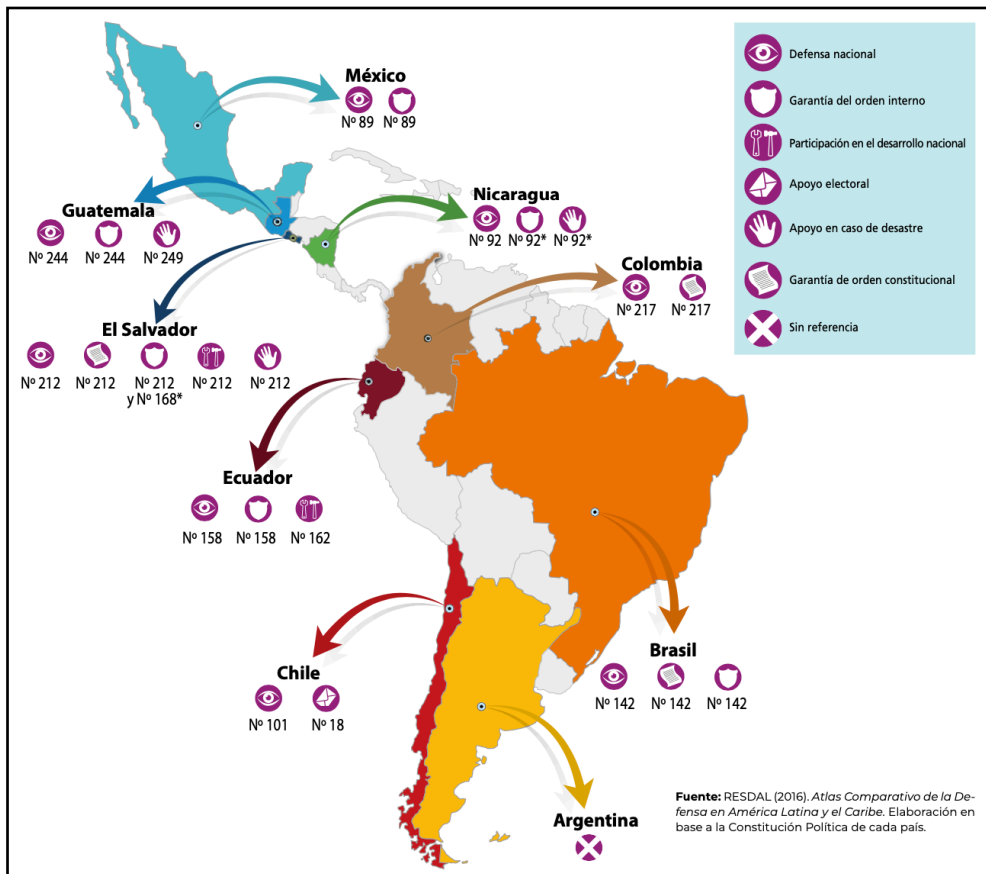 México
Nº 89 Nº 89
Guatemala
Nº 244 Nº 244 Nº 249
Nicaragua
Nº 92 Nº 92* Nº 92*
Colombia
Nº 217 Nº 217
El Salvador
Nº 212 Nº 212 Nº 212 Nº 212 Nº 212
y Nº 168*
Ecuador
Nº 158 Nº 158 Nº 162
Chile
Nº 101 Nº 18
Brasil
Nº 142 Nº 142 Nº 142
Argentina
Defensa nacional
Garantía del orden interno
Participación en el desarrollo nacional
Apoyo electoral
Apoyo en caso de desastre
Garantía de orden constitucional
Sin referencia
Fuente: RESDAL (2016). Atlas Comparativo de la De-
fensa en América Latina y el Caribe. Elaboración en
base a la Constitución Política de cada país.